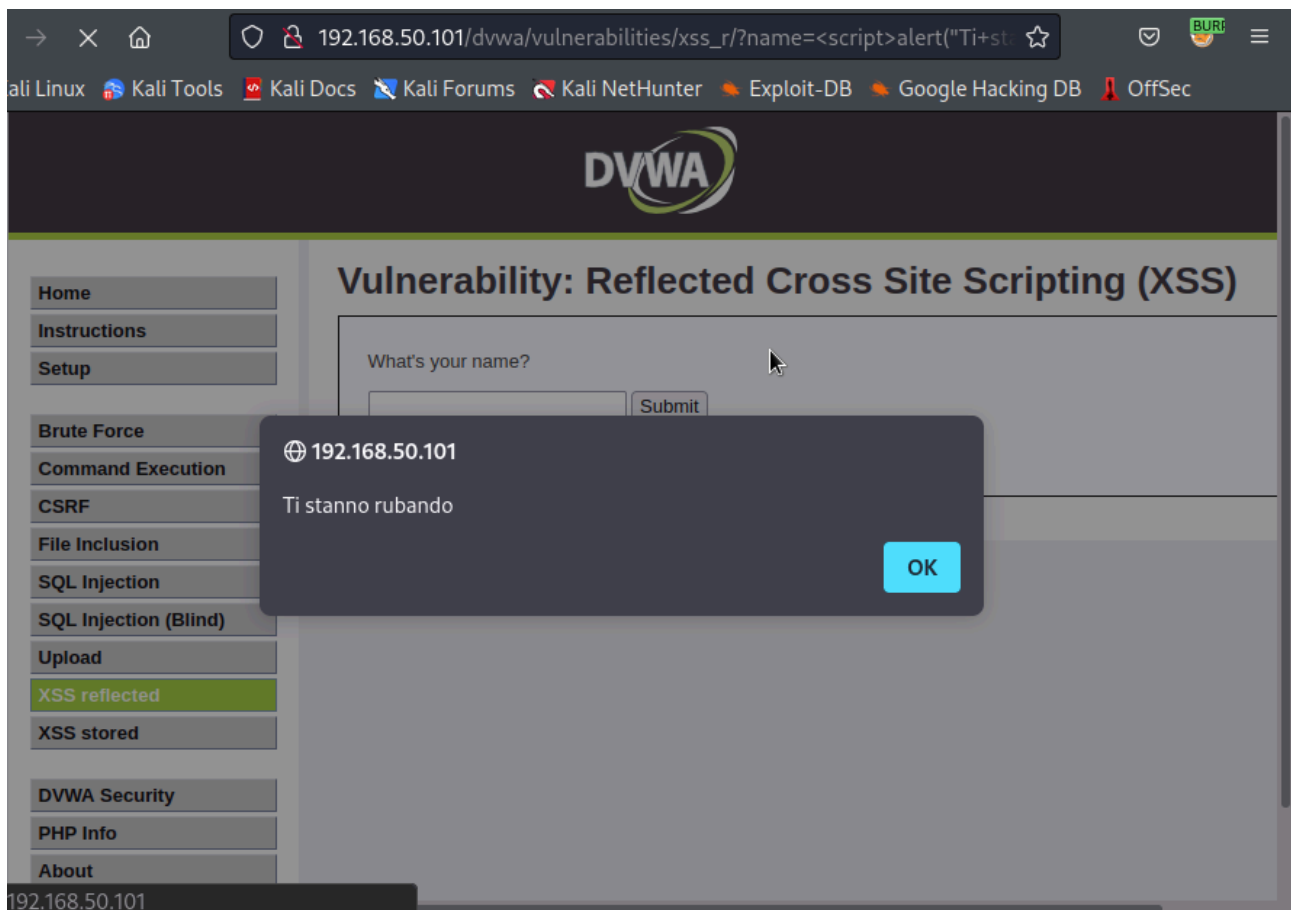 192.168.50.101/dvwa/vulnerabilities/xss_r/?name=<script>alert("Ti+sta
BURP
ali Linux Kali Tools Kali Docs Kali Forums Kali NetHunter Exploit-DB Google Hacking DB OffSec
DVWA
Vulnerability: Reflected Cross Site Scripting (XSS)
Home
Instructions
Setup
Brute Force
Command Execution
CSRF
File Inclusion
SQL Injection
SQL Injection (Blind)
Upload
XSS reflected
XSS stored
DVWA Security
PHP Info
About
What's your name?
Submit
192.168.50.101
Ti stanno rubando
OK
192.168.50.101